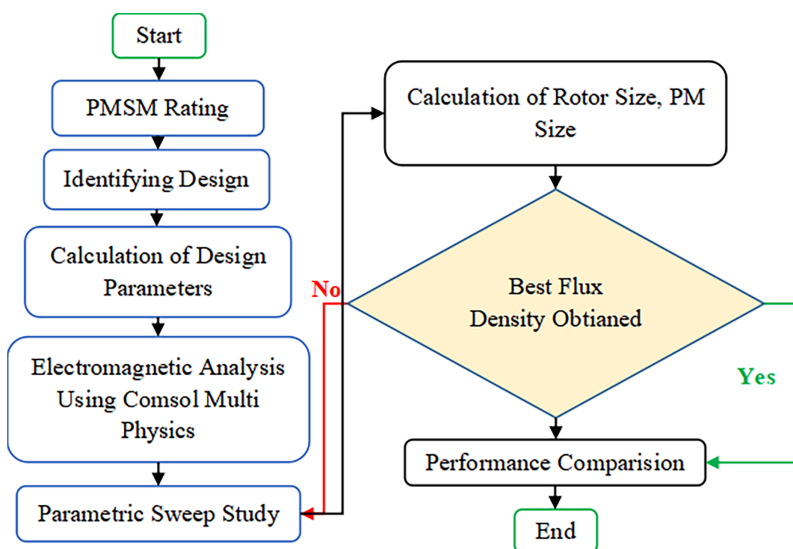 Start
PMSM Rating
Identifying Design
Calculation of Design
Parameters
Electromagnetic Analysis
Using Comsol Multi
Physics
Parametric Sweep Study
Calculation of Rotor Size, PM
Size
Best Flux
Density Obtianed
No
Yes
Performance Comparision
End